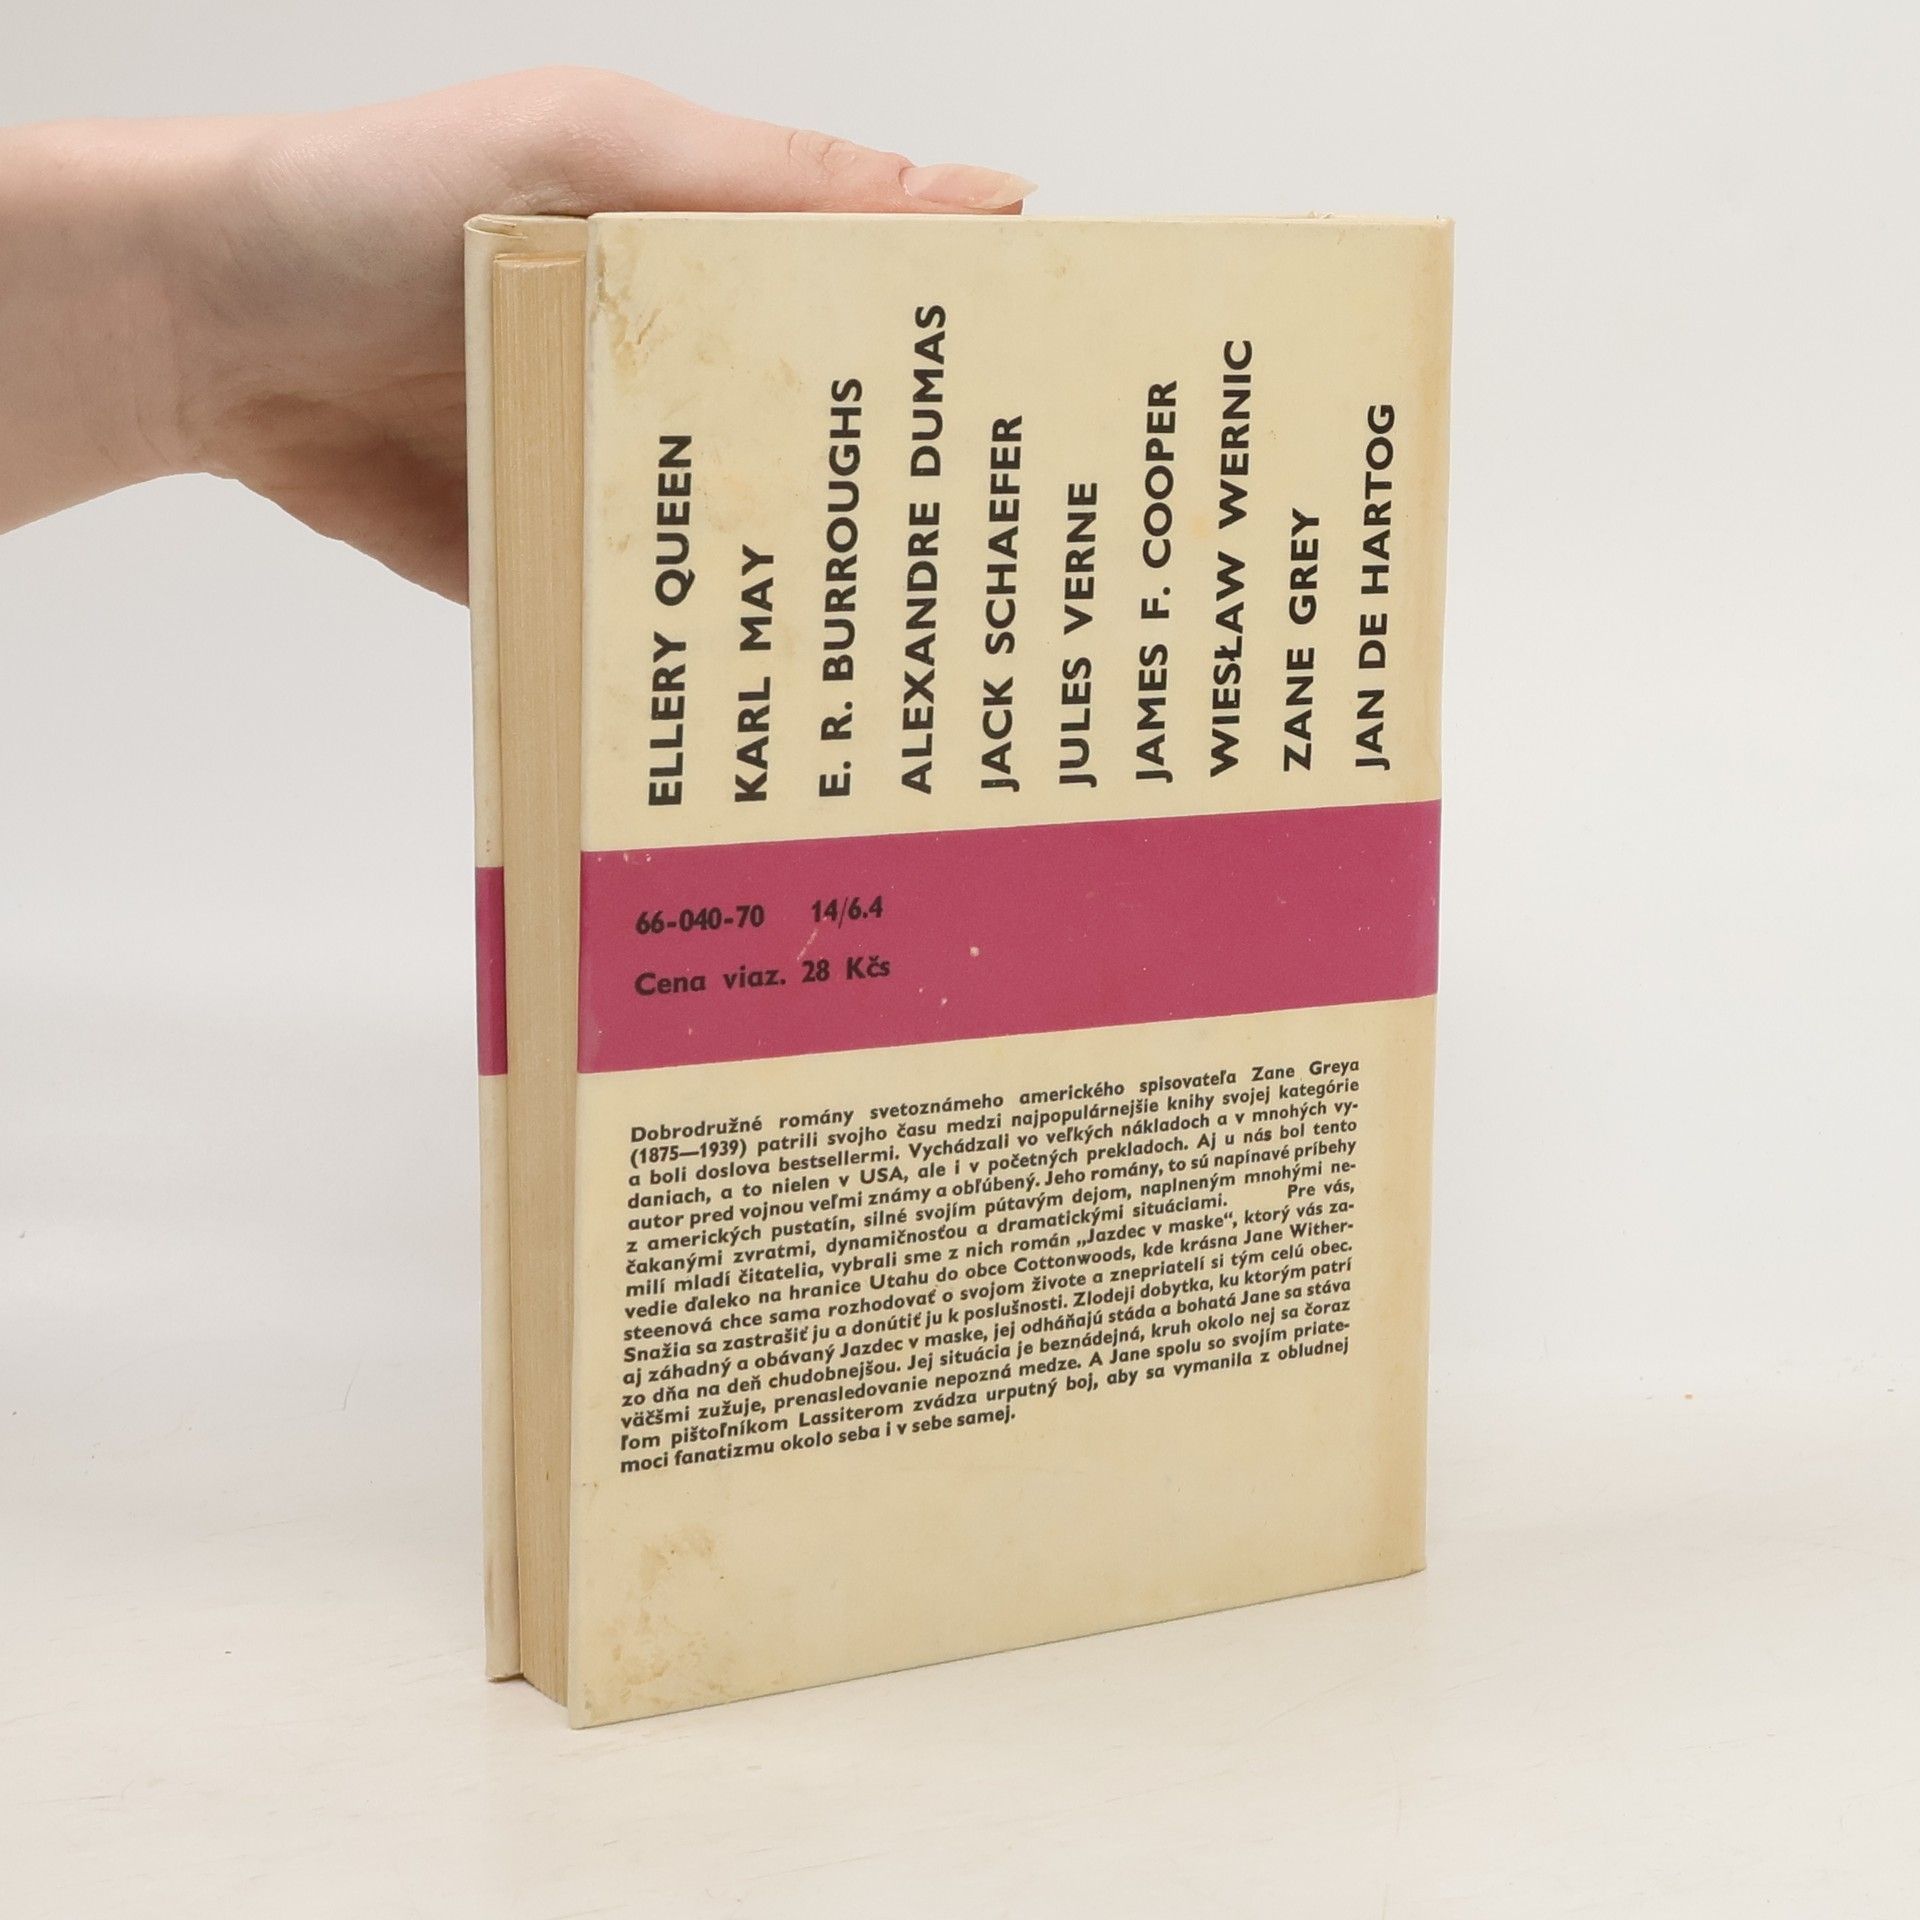 ELLERY QUEEN
KARL MAY
E. R. BURROUGHS
ALEXANDRE DUMAS
JACK SCHAEFER
JULES VERNE
JAMES F. COOPER
WIESŁAW WERNIC
ZANE GREY
JAN DE HARTOG
66-040-70 14/6.4
Cena viaz. 28 Kčs
Dobrodružné romány svetoznámeho amerického spisovateľa Zane Greya
(1875—1939) patrili svojho času medzi najpopulárnejšie knihy svojej kategórie
a boli doslova bestsellermi. Vychádzali vo veľkých nákladoch a v mnohých vy-
daniach, a to nielen v USA, ale i v početných prekladoch. Aj u nás bol tento
autor pred vojnou veľmi známy a obľúbený. Jeho romány, to sú napínavé príbehy
z amerických pustatín, silné svojím pútavým dejom, naplneným mnohými ne-
čakanými zvratmi, dynamičnosťou a dramatickými situáciami. Pre vás,
milí mladí čitatelia, vybrali sme z nich román „Jazdec v maske“, ktorý vás za-
vedie ďaleko na hranice Utahu do obce Cottonwoods, kde krásna Jane Wither-
steenová chce sama rozhodovať o svojom živote a znepriatelí si tým celú obec.
Snažia sa zastrašiť ju a donútiť ju k poslušnosti. Zlodeji dobytka, ku ktorým patrí
aj záhadný a obávaný Jazdec v maske, jej odháňajú stáda a bohatá Jane sa stáva
zo dňa na deň chudobnejšou. Jej situácia je beznádejná, kruh okolo nej sa čoraz
väčšmi zužuje, prenasledovanie nepozná medze. A Jane spolu so svojím priate-
ľom pištoľníkom Lassiterom zvádza urputný boj, aby sa vymanila z obludnej
moci fanatizmu okolo seba i v sebe samej.